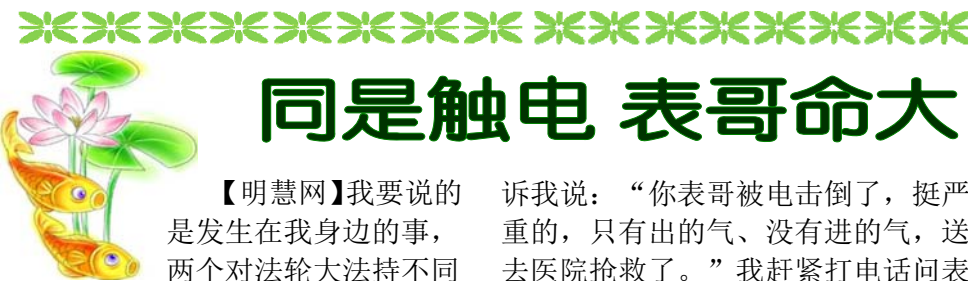 同是触电 表哥命大
【明慧网】我要说的
是发生在我身边的事，
两个对法轮大法持不同
诉我说：“你表哥被电击倒了，挺严
重的，只有出的气、没有进的气，送
去医院抢救了。”我赶紧打电话问表